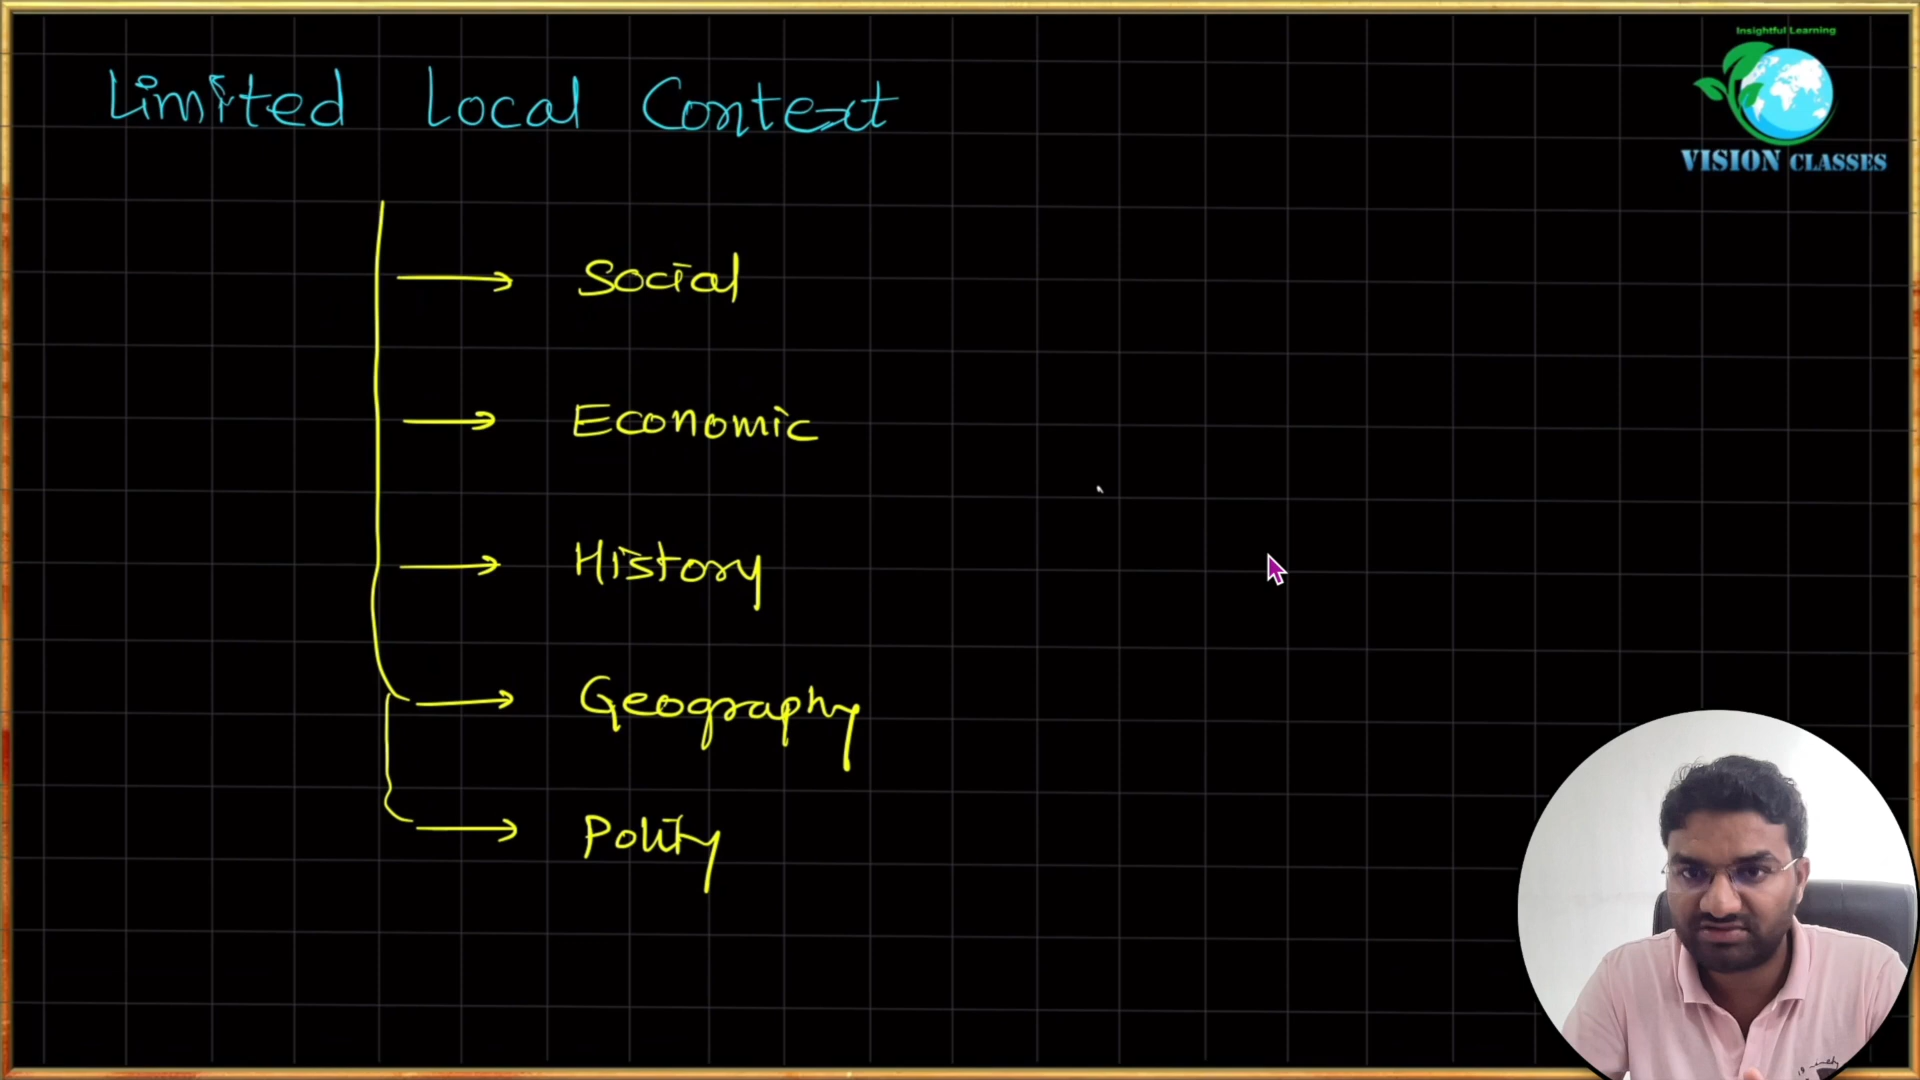 Limited Local Context
Insightful Learning
VISION CLASSES
Social
Economic
History
Geography
Polity